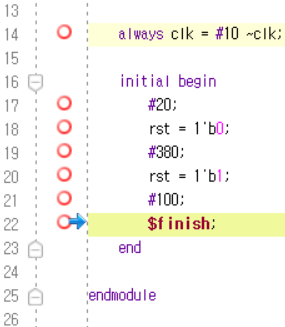 13
14 always clk = #10 ~clk;
15
16 initial begin
17 #20;
18 rst = 1'b0;
19 #380;
20 rst = 1'b1;
21 #100;
22 $finish;
23 end
24
25 endmodule
26